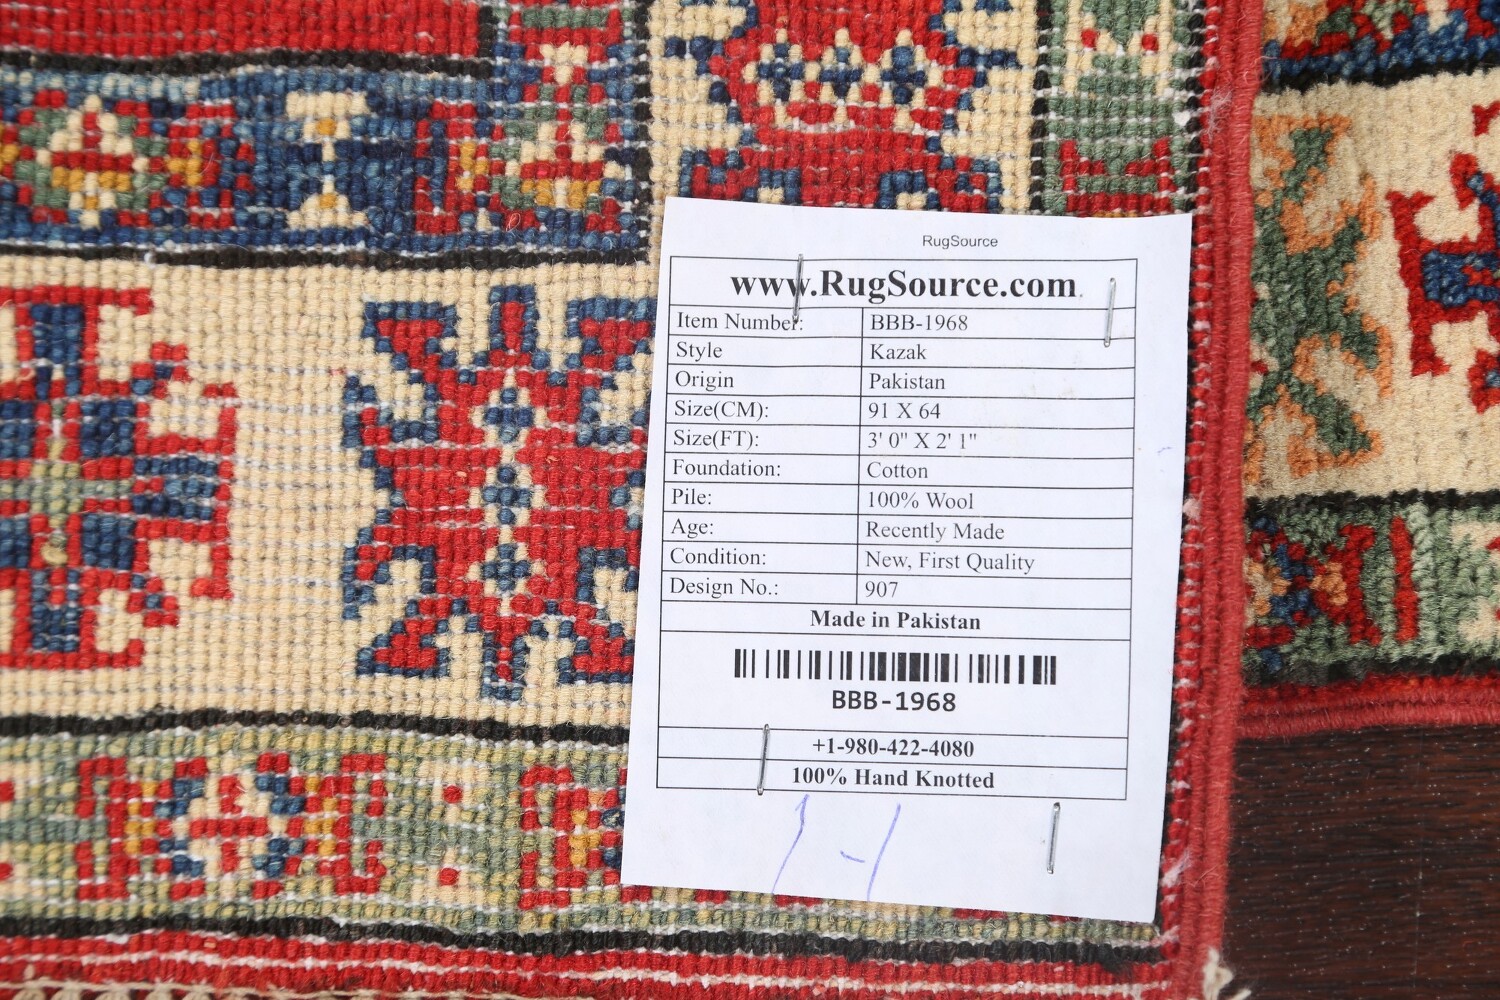 RugSource
www.RugSource.com
Item Number: BBB-1968
Style Kazak
Origin Pakistan
Size(CM): 91 X 64
Size(FT): 3' 0" X 2' 1"
Foundation: Cotton
Pile: 100% Wool
Age: Recently Made
Condition: New, First Quality
Design No.: 907
Made in Pakistan
BBB-1968
+1-980-422-4080
100% Hand Knotted
1-1